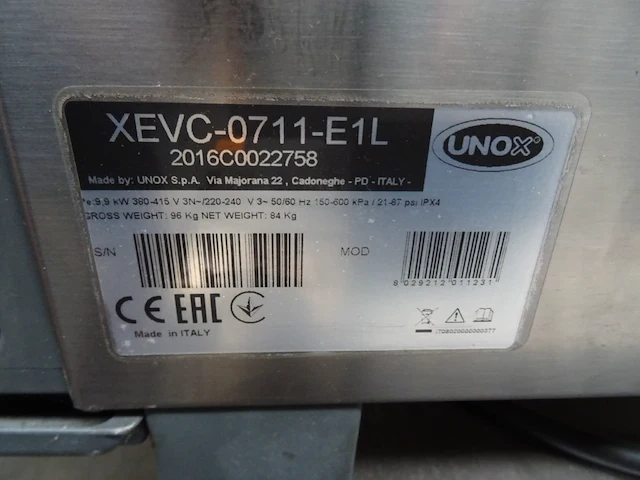 XEVC-0711-E1L
2016C0022758
UNOX
Made by: UNOX S.p.A. Via Majorana 22 , Cadoneghe - PD - ITALY -
9,9 kW 380-415 V 3N~/220-240 V 3~ 50/60 Hz 150-600 kPa / 21-87 psi IPX4
GROSS WEIGHT: 96 Kg NET WEIGHT: 84 Kg
S/N
MOD
8 029212 011231
CE EAC
Made in ITALY